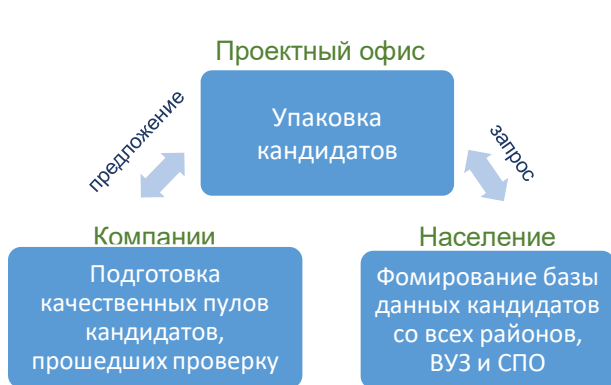 Проектный офис
Упаковка
кандидатов
предложение
запрос
Компании
Подготовка
качественных пулов
кандидатов,
прошедших проверку
Население
Фомирование базы
данных кандидатов
со всех районов,
ВУЗ и СПО